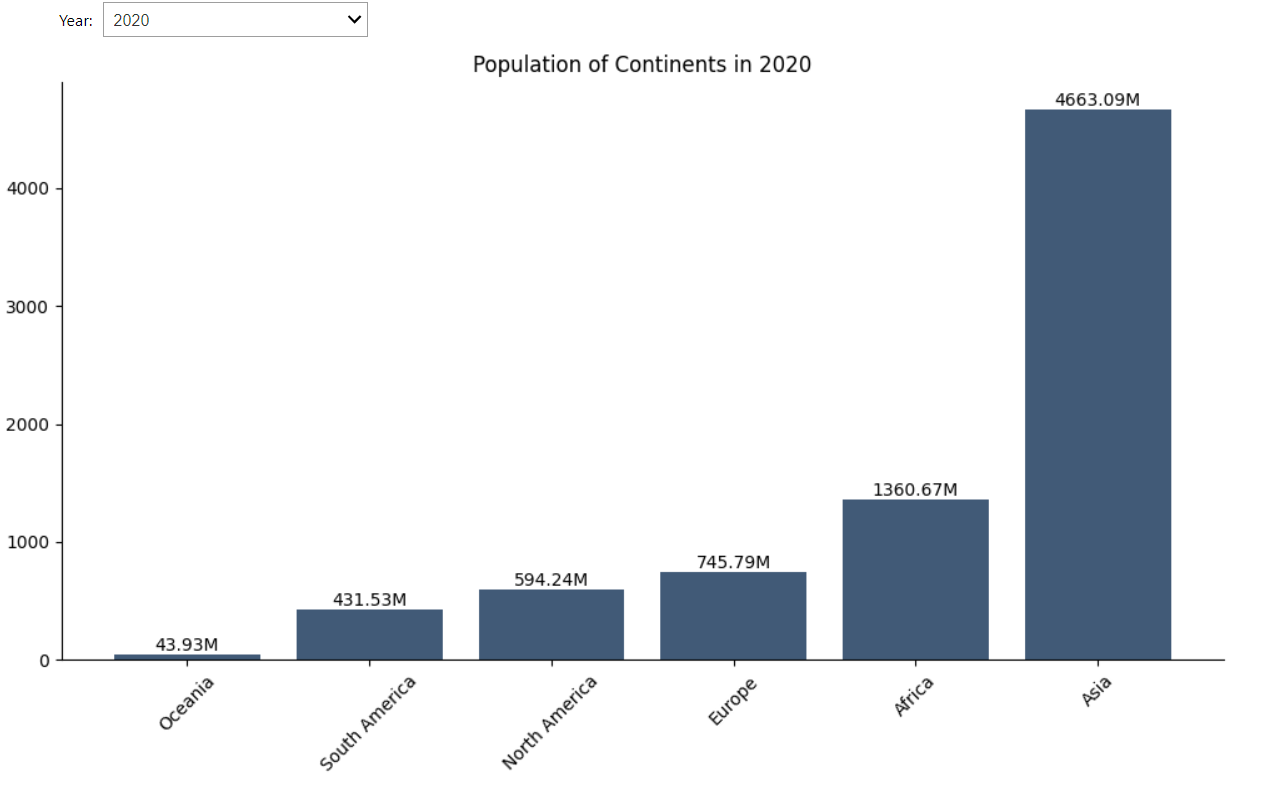 Year: 2020
Population of Continents in 2020
4663.09M
4000
3000
2000
1360.67M
1000
745.79M
594.24M
431.53M
43.93M
0
Oceania
South America
North America
Europe
Africa
Asia